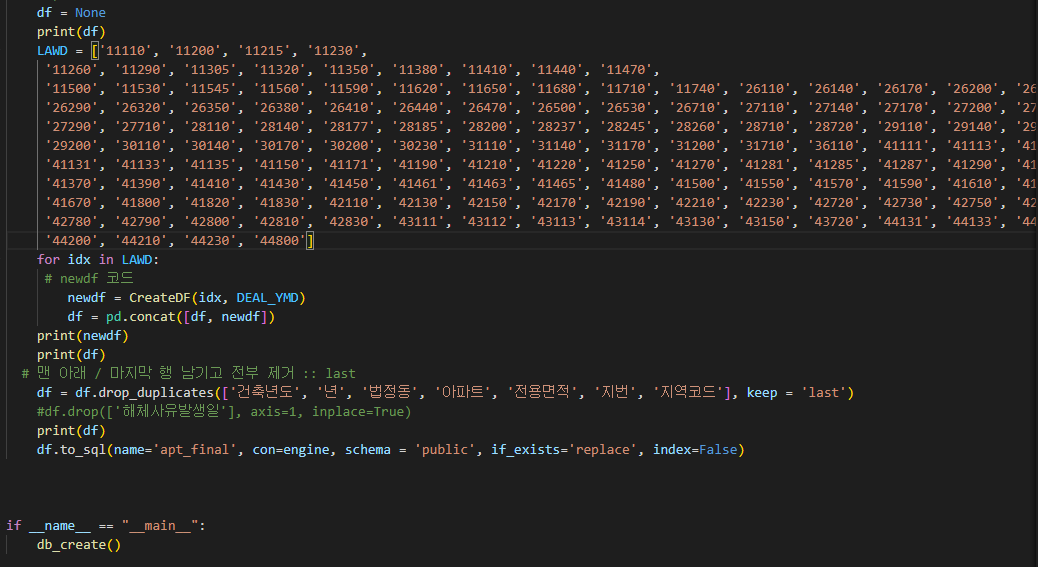 df = None
print(df)
LAWD = ['11110', '11200', '11215', '11230',
'11260', '11290', '11305', '11320', '11350', '11380', '11410', '11440', '11470',
'11500', '11530', '11545', '11560', '11590', '11620', '11650', '11680', '11710', '11740', '26110', '26140', '26170', '26200', '26
'26290', '26320', '26350', '26380', '26410', '26440', '26470', '26500', '26530', '26710', '27110', '27140', '27170', '27200', '27
'27290', '27710', '28110', '28140', '28177', '28185', '28200', '28237', '28245', '28260', '28710', '28720', '29110', '29140', '29
'29200', '30110', '30140', '30170', '30200', '30230', '31110', '31140', '31170', '31200', '31710', '36110', '41111', '41113', '41
'41131', '41133', '41135', '41150', '41171', '41190', '41210', '41220', '41250', '41270', '41281', '41285', '41287', '41290', '41
'41370', '41390', '41410', '41430', '41450', '41461', '41463', '41465', '41480', '41500', '41550', '41570', '41590', '41610', '41
'41670', '41800', '41820', '41830', '42110', '42130', '42150', '42170', '42190', '42210', '42230', '42720', '42730', '42750', '42
'42780', '42790', '42800', '42810', '42830', '43111', '43112', '43113', '43114', '43130', '43150', '43720', '44131', '44133', '44
'44200', '44210', '44230', '44800']
for idx in LAWD:
# newdf 코드
newdf = CreateDF(idx, DEAL_YMD)
df = pd.concat([df, newdf])
print(newdf)
print(df)
# 맨 아래 / 마지막 행 남기고 전부 제거 :: last
df = df.drop_duplicates(['건축년도', '년', '법정동', '아파트', '전용면적', '지번', '지역코드'], keep = 'last')
#df.drop(['해제사유발생일'], axis=1, inplace=True)
print(df)
df.to_sql(name='apt_final', con=engine, schema = 'public', if_exists='replace', index=False)
if __name__ == "__main__":
db_create()